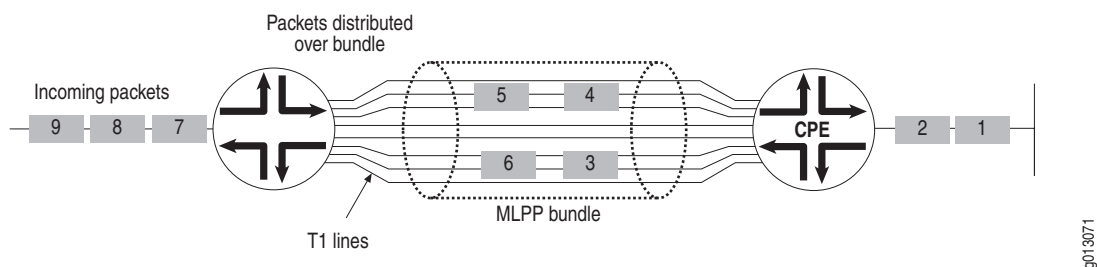 Packets distributed
over bundle
Incoming packets
9 8 7
5 4
6 3
CPE
2 1
MLPP bundle
T1 lines
g013071